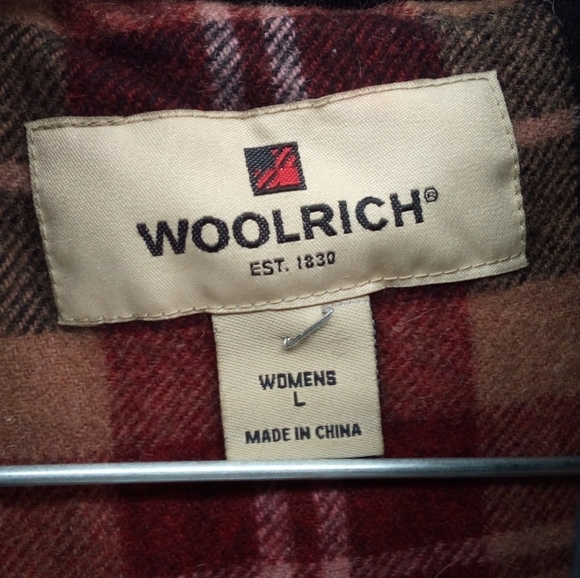 WOOLRICH®
EST. 1830
WOMENS
L
MADE IN CHINA